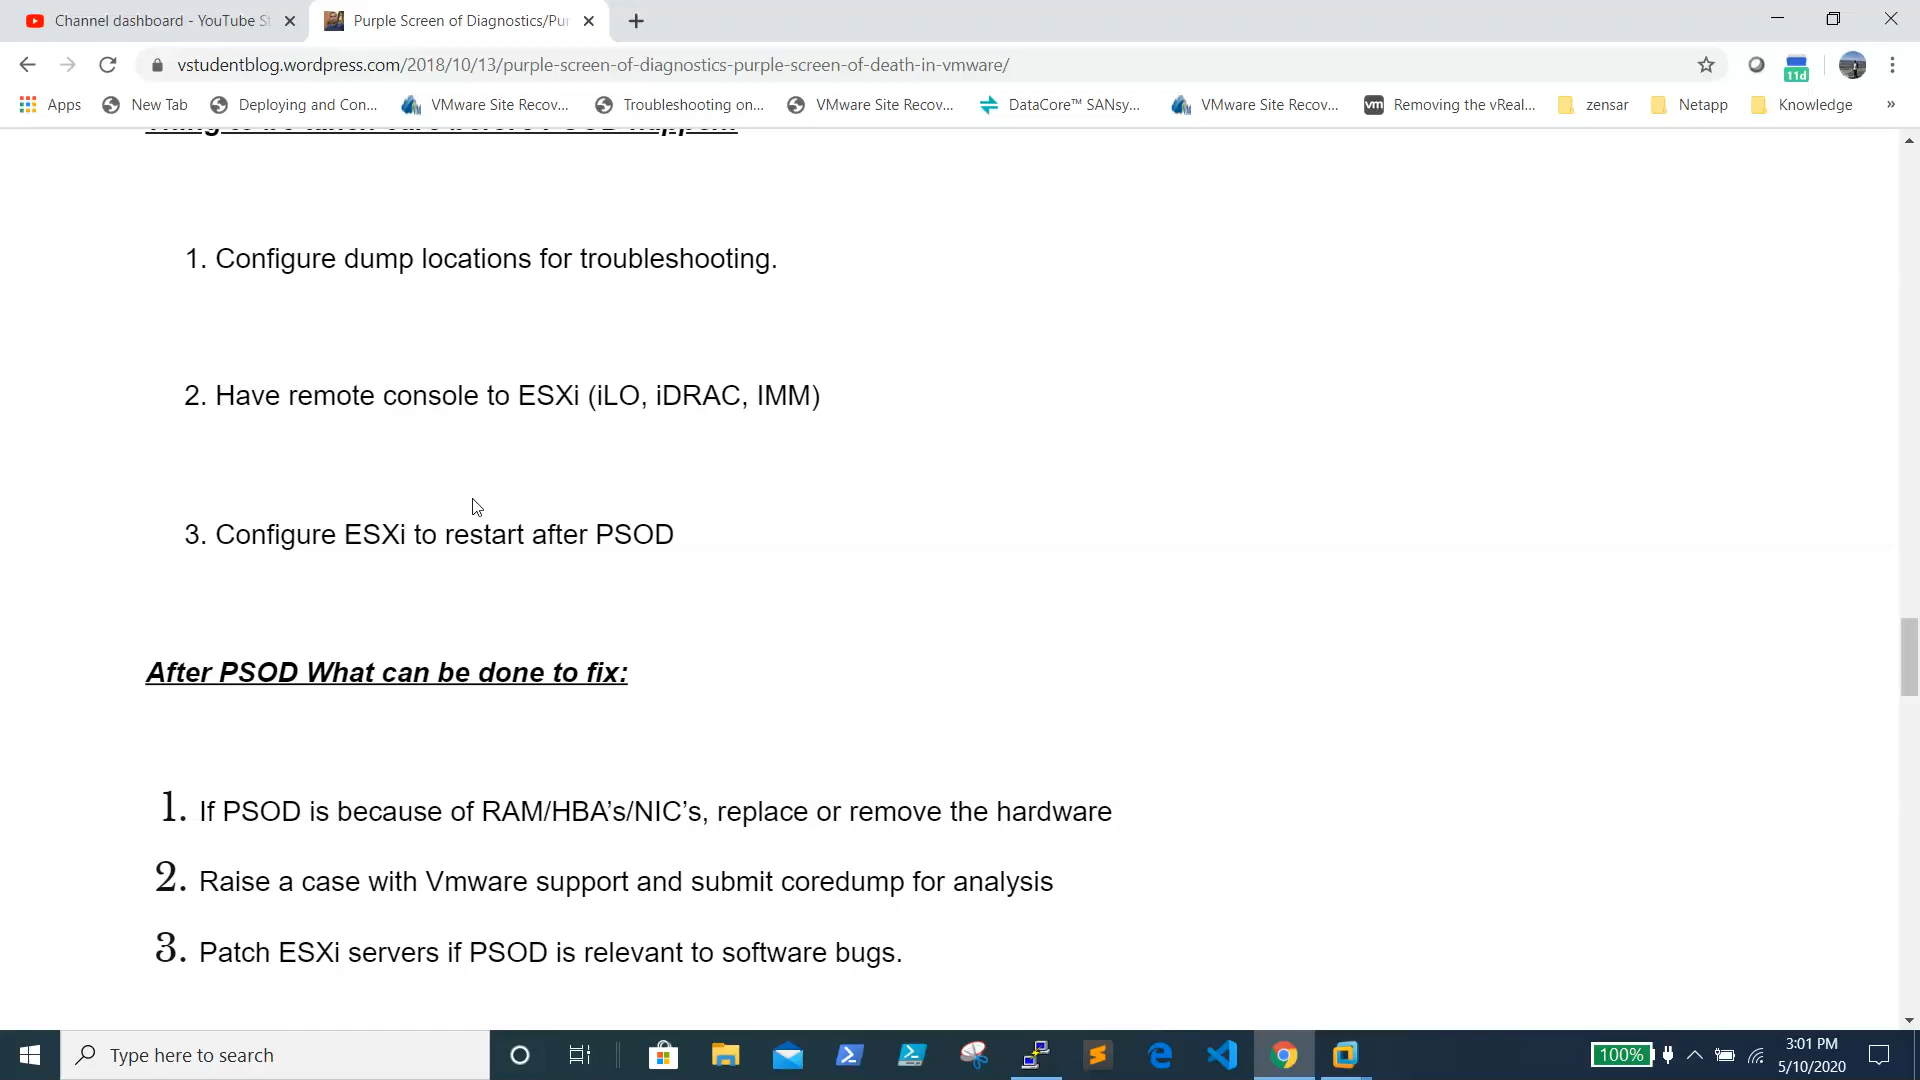 Channel dashboard - YouTube St
Purple Screen of Diagnostics/Pur
vstudentblog.wordpress.com/2018/10/13/purple-screen-of-diagnostics-purple-screen-of-death-in-vmware/
11d
Apps New Tab Deploying and Con... VMware Site Recov... Troubleshooting on... VMware Site Recov... DataCore™ SANsy... VMware Site Recov... vm Removing the vReal... zensar Netapp Knowledge »
1. Configure dump locations for troubleshooting.
2. Have remote console to ESXi (iLO, iDRAC, IMM)
3. Configure ESXi to restart after PSOD
After PSOD What can be done to fix:
1. If PSOD is because of RAM/HBA’s/NIC’s, replace or remove the hardware
2. Raise a case with Vmware support and submit coredump for analysis
3. Patch ESXi servers if PSOD is relevant to software bugs.
Type here to search
100%
3:01 PM
5/10/2020